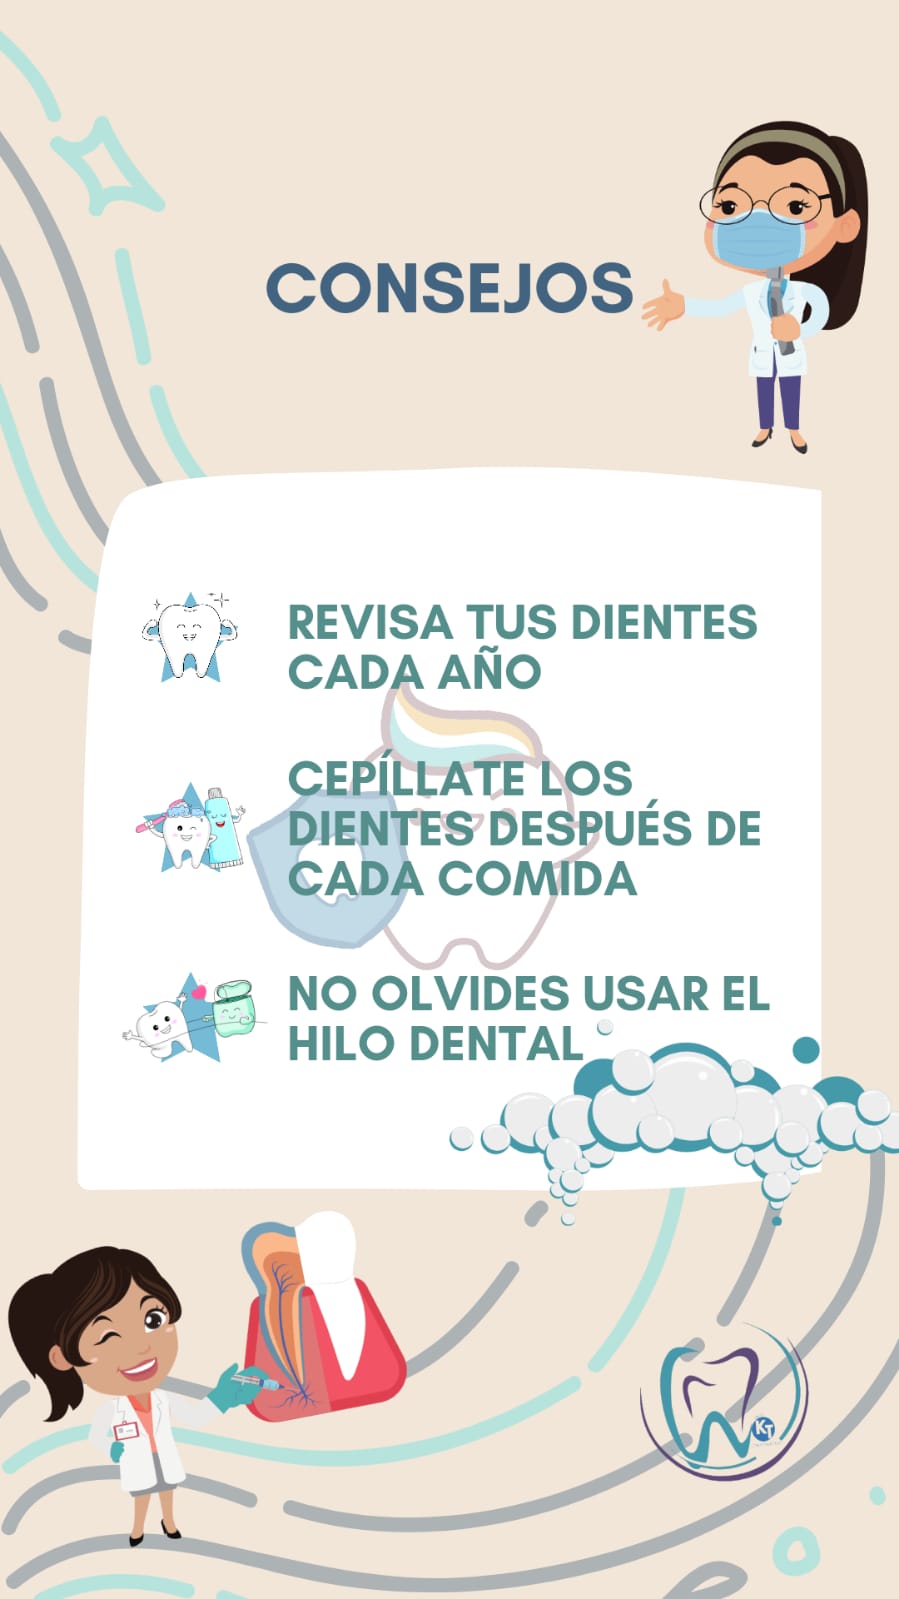 CONSEJOS
REVISA TUS DIENTES
CADA AÑO
CEPÍLLATE LOS
DIENTES DESPUÉS DE
CADA COMIDA
NO OLVIDES USAR EL
HILO DENTAL
KT